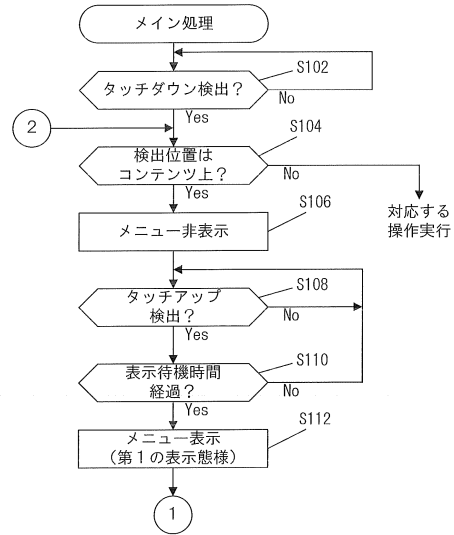 メイン処理
S102
タッチダウン検出？
No
Yes
2
S104
検出位置は
コンテンツ上？
No
Yes
対応する
操作実行
S106
メニュー非表示
S108
タッチアップ
検出？
No
Yes
S110
表示待機時間
経過？
No
Yes
S112
メニュー表示
（第１の表示態様）
1